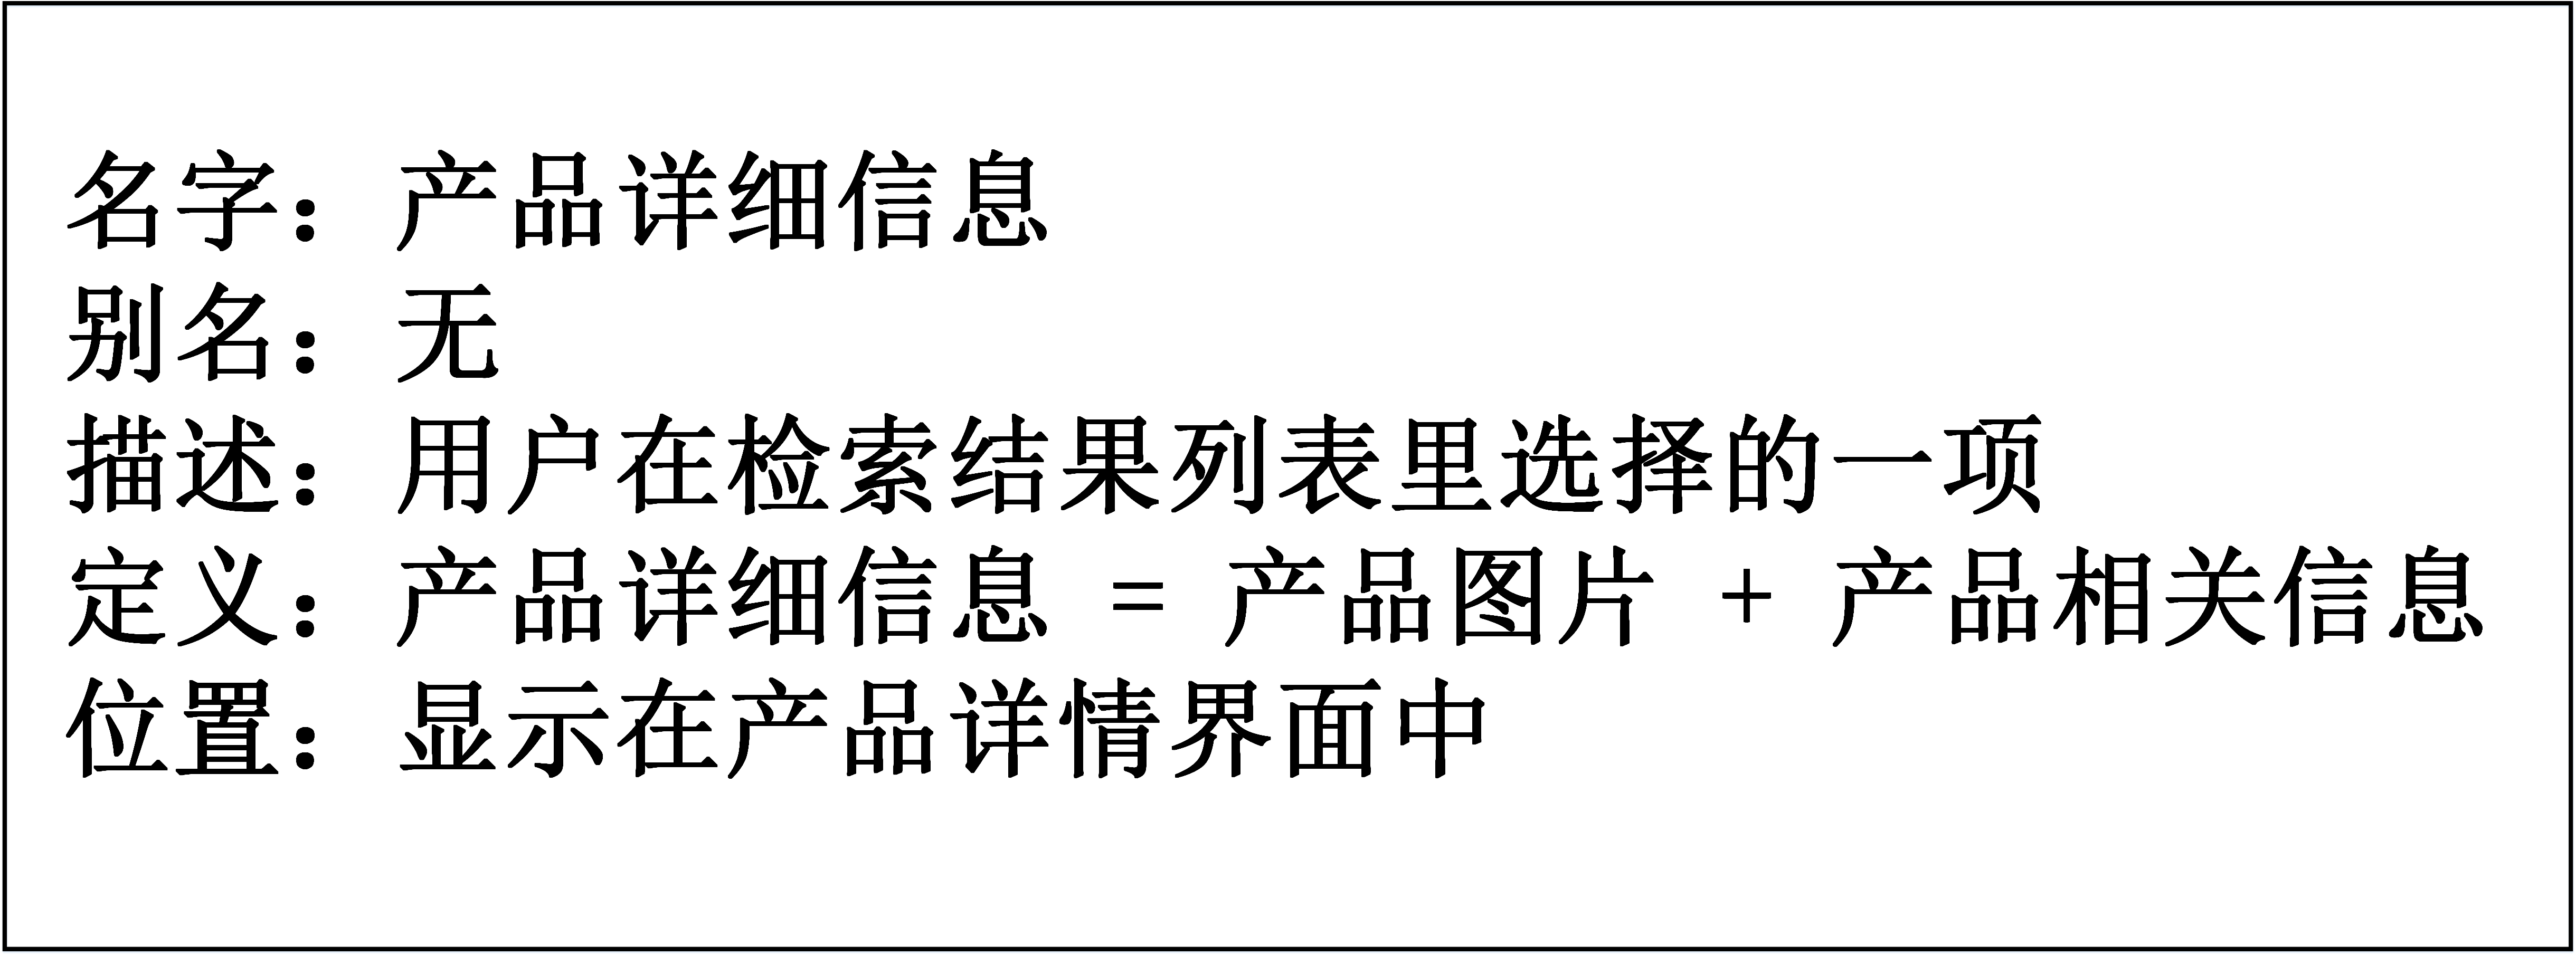 名字：产品详细信息
别名：无
描述：用户在检索结果列表里选择的一项
定义：产品详细信息 = 产品图片 + 产品相关信息
位置：显示在产品详情界面中